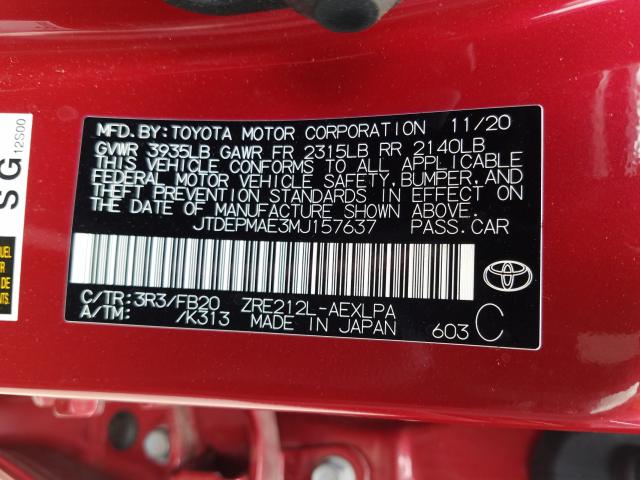 MFD.BY:TOYOTA MOTOR CORPORATION 11/20
GVWR 3935LB GAWR FR 2315LB RR 2140LB
THIS VEHICLE CONFORMS TO ALL APPLICABLE
FEDERAL MOTOR VEHICLE SAFETY, BUMPER, AND
THEFT PREVENTION STANDARDS IN EFFECT ON
THE DATE OF MANUFACTURE SHOWN ABOVE.
JTDEPMAE3MJ157637 PASS.CAR
C/TR:3R3/FB20 ZRE212L-AEXLPA
A/TM: /K313 MADE IN JAPAN 603 C
SG
12S00